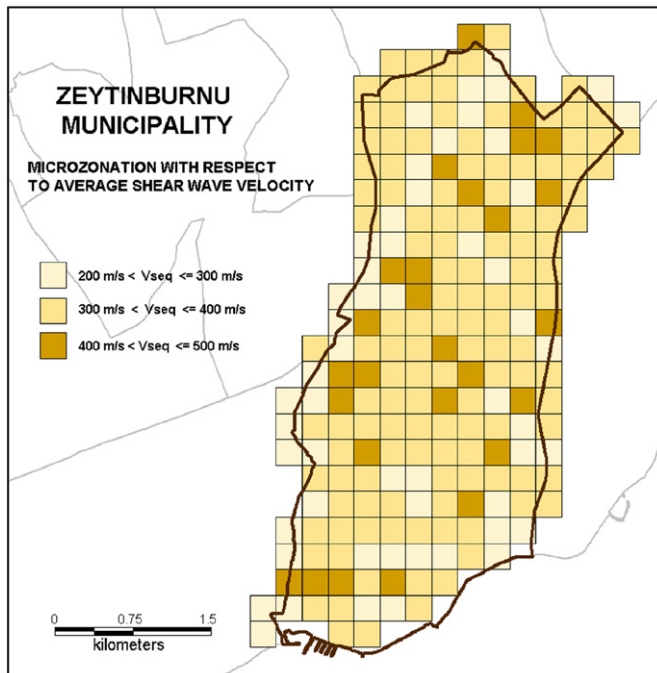 ZEYTINBURNU
MUNICIPALITY
MICROZONATION WITH RESPECT
TO AVERAGE SHEAR WAVE VELOCITY
200 m/s < Vseq <= 300 m/s
300 m/s < Vseq <= 400 m/s
400 m/s < Vseq <= 500 m/s
0 0.75 1.5
kilometers